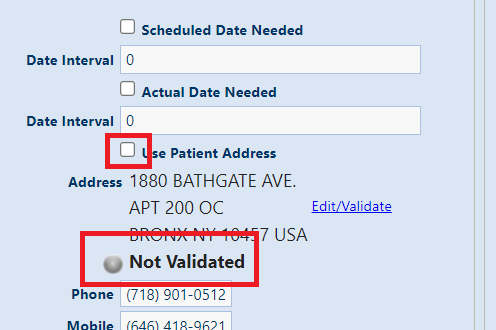 Scheduled Date Needed
Date Interval 0
Actual Date Needed
Date Interval 0
Use Patient Address
Address 1880 BATHGATE AVE.
APT 200 OC Edit/Validate
BRONX NY 10457 USA
Not Validated
Phone (718) 901-0512
Mobile (646) 418-9621